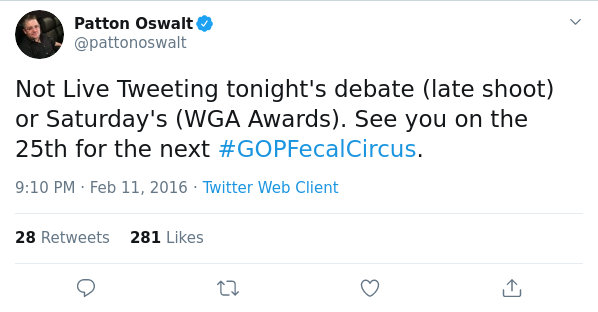 Patton Oswalt
@pattonoswalt
Not Live Tweeting tonight's debate (late shoot)
or Saturday's (WGA Awards). See you on the
25th for the next #GOPFecalCircus.
9:10 PM · Feb 11, 2016 · Twitter Web Client
28 Retweets 281 Likes